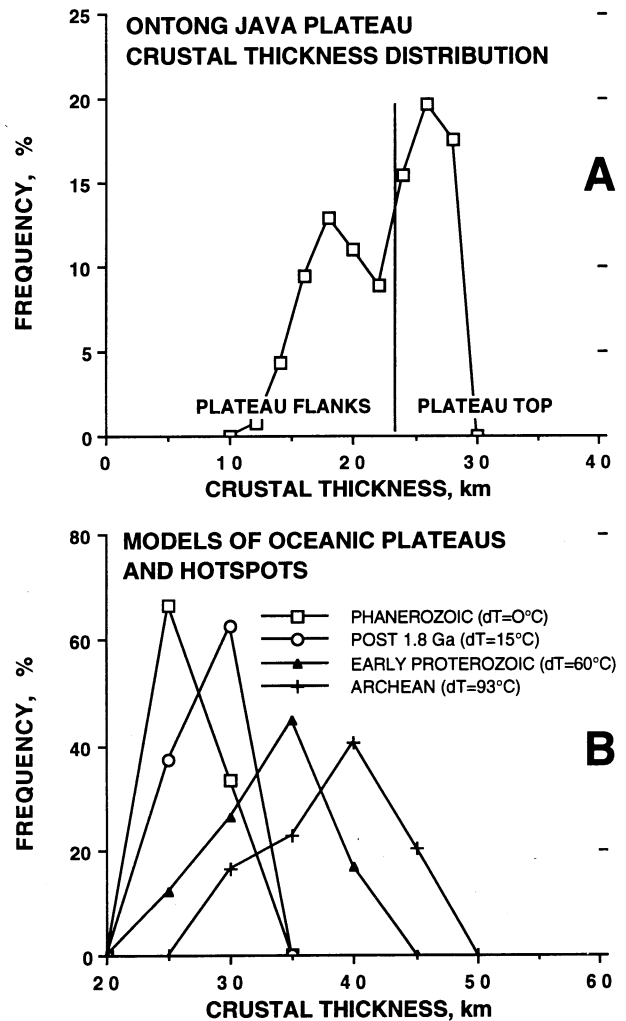 ONTONG JAVA PLATEAU
CRUSTAL THICKNESS DISTRIBUTION
A
FREQUENCY, %
25
20
15
10
5
0
PLATEAU FLANKS
PLATEAU TOP
0 10 20 30 40
CRUSTAL THICKNESS, km
MODELS OF OCEANIC PLATEAUS
AND HOTSPOTS
PHANEROZOIC (dT=O°C)
POST 1.8 Ga (dT=15°C)
EARLY PROTEROZOIC (dT=60°C)
ARCHEAN (dT=93°C)
B
FREQUENCY, %
80
60
40
20
0
20 30 40 50 60
CRUSTAL THICKNESS, km